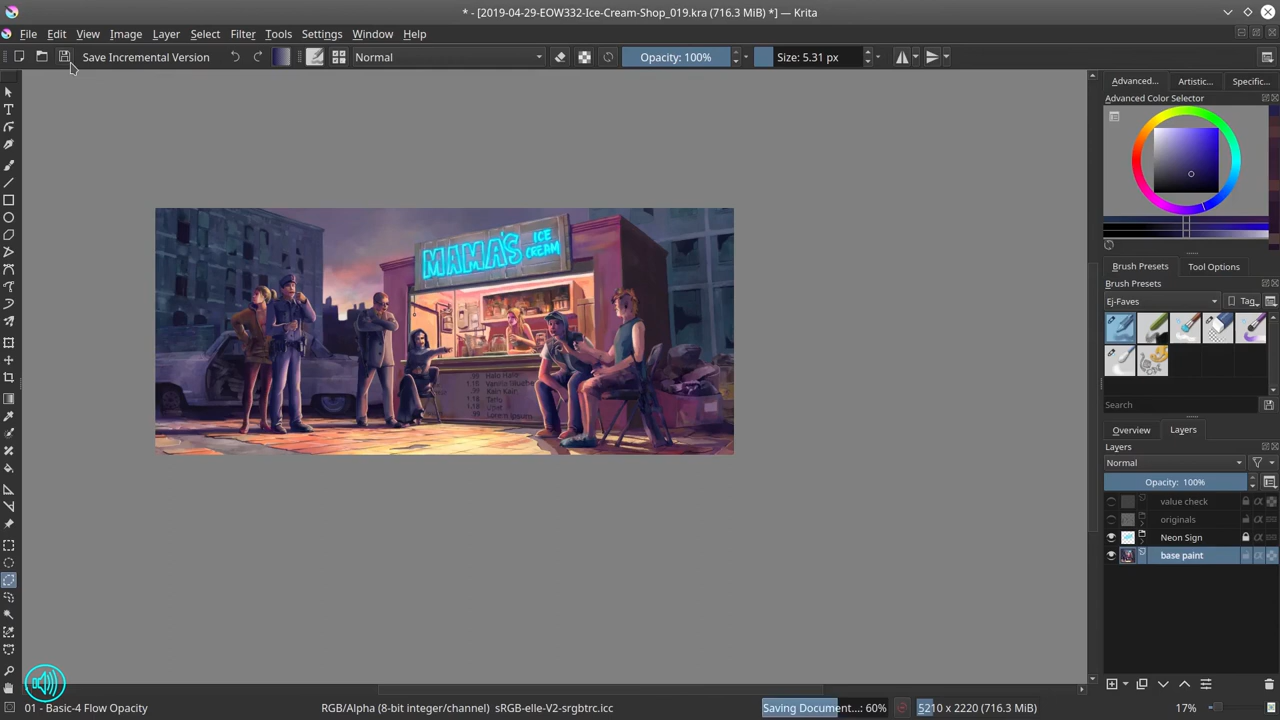 * - [2019-04-29-EOW332-Ice-Cream-Shop_019.kra (716.3 MiB) *] — Krita
File Edit View Image Layer Select Filter Tools Settings Window Help
Save Incremental Version Normal Opacity: 100% Size: 5.31 px
Advanced... Artistic... Specific...
Advanced Color Selector
MAMA'S ICE CREAM
Brush Presets Tool Options
Brush Presets
Ej-Faves Tag
Search
Overview Layers
Layers
Normal
Opacity: 100%
value check
originals
Neon Sign
base paint
01 - Basic-4 Flow Opacity RGB/Alpha (8-bit integer/channel) sRGB-elle-V2-srgbtrc.icc Saving Document...: 60% 5210 x 2220 (716.3 MiB) 17%